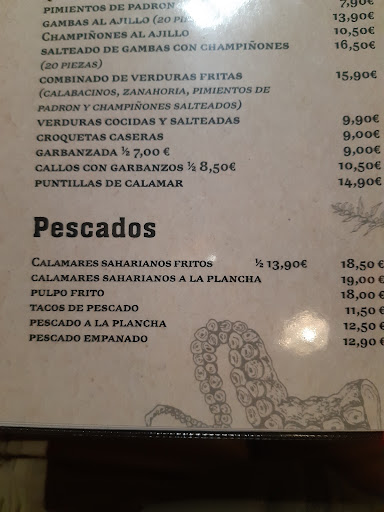 PIMIENTOS DE PADRON 7,90€
GAMBAS AL AJILLO (20 PIEZAS) 13,90€
CHAMPIÑONES AL AJILLO 10,50€
SALTEADO DE GAMBAS CON CHAMPIÑONES 16,50€
(20 PIEZAS)
COMBINADO DE VERDURAS FRITAS 15,90€
(CALABACINOS, ZANAHORIA, PIMIENTOS DE
PADRON Y CHAMPIÑONES SALTEADOS)
VERDURAS COCIDAS Y SALTEADAS 9,90€
CROQUETAS CASERAS 9,00€
GARBANZADA ½ 7,00 € 9,00€
CALLOS CON GARBANZOS ½ 8,50€ 10,50€
PUNTILLAS DE CALAMAR 14,90€
Pescados
CALAMARES SAHARIANOS FRITOS ½ 13,90€ 18,50 €
CALAMARES SAHARIANOS A LA PLANCHA 19,00 €
PULPO FRITO 18,00 €
TACOS DE PESCADO 11,50 €
PESCADO A LA PLANCHA 12,50 €
PESCADO EMPANADO 12,90 €